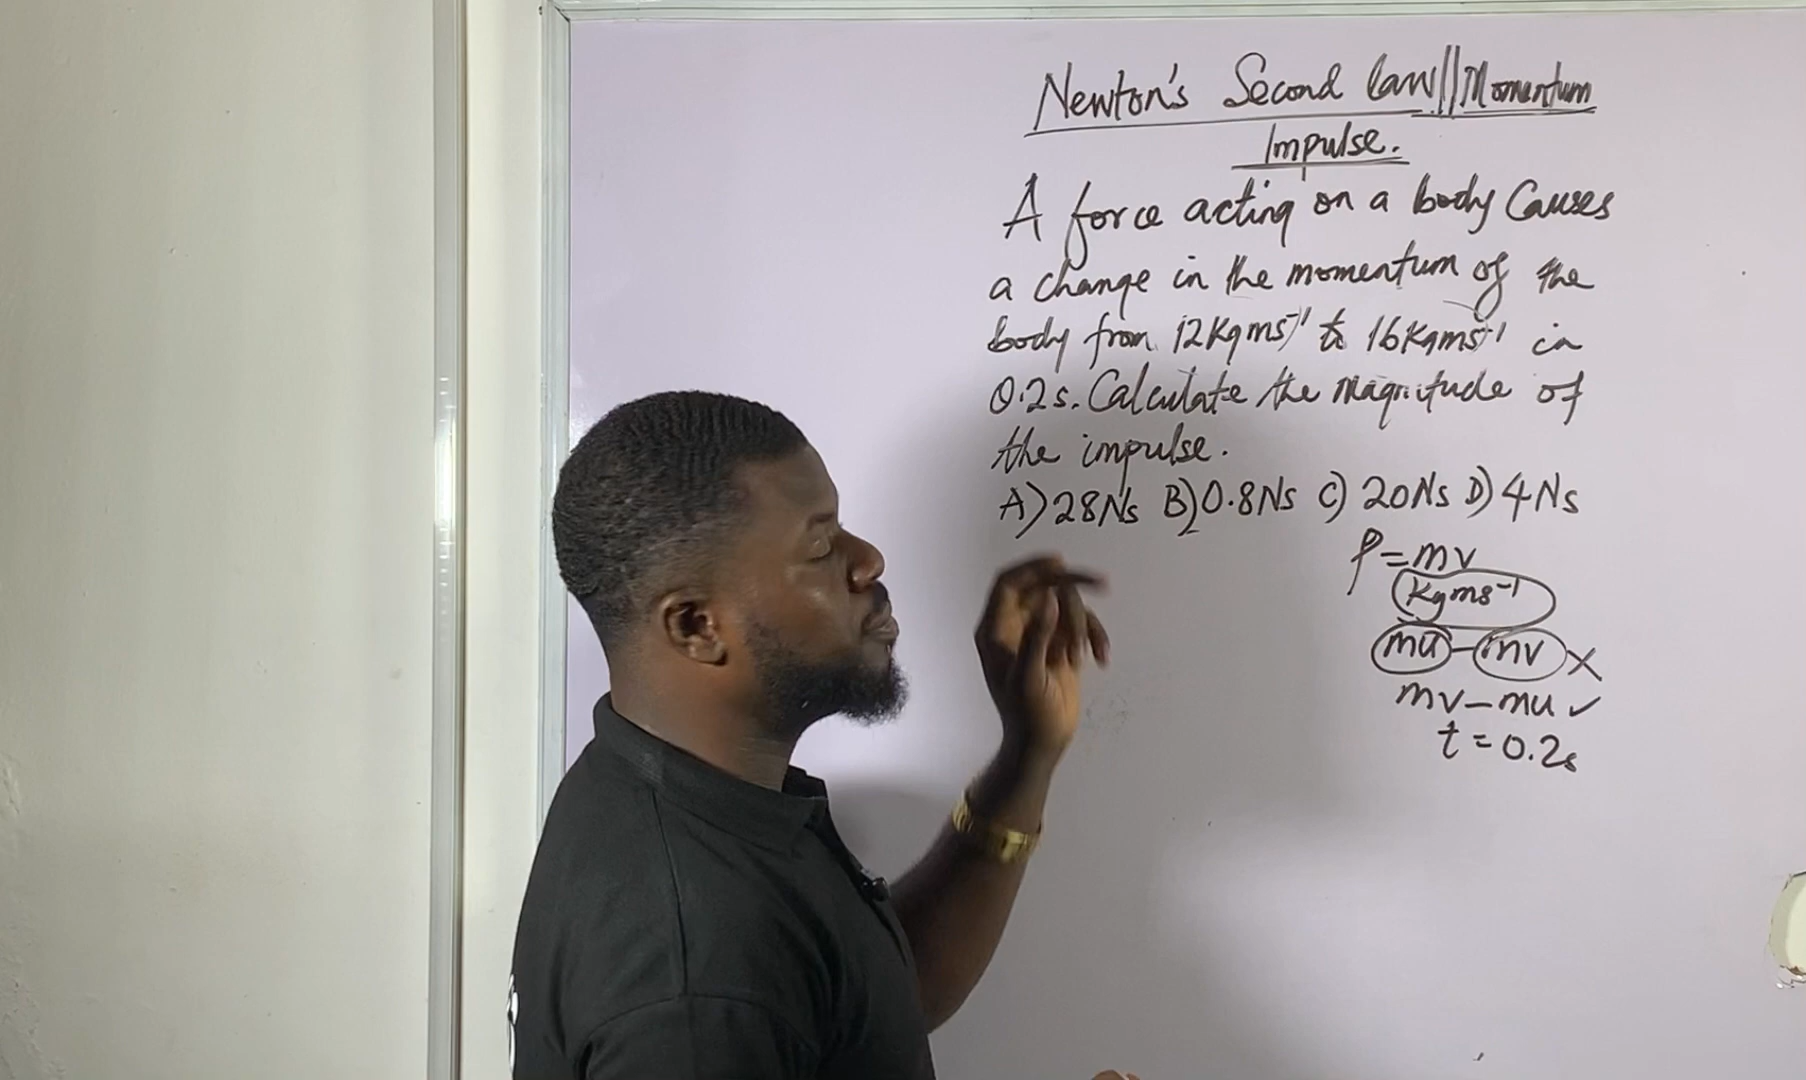 Newton's Second law||Momentum
Impulse.
A force acting on a body Causes
a change in the momentum of the
body from 12Kgms⁻¹ to 16Kgms⁻¹ in
0.2s. Calculate the magnitude of
the impulse.
A) 28Ns B) 0.8Ns C) 20Ns D) 4Ns
P = mv
Kgms⁻¹
mu - mv ×
mv - mu ✓
t = 0.2s